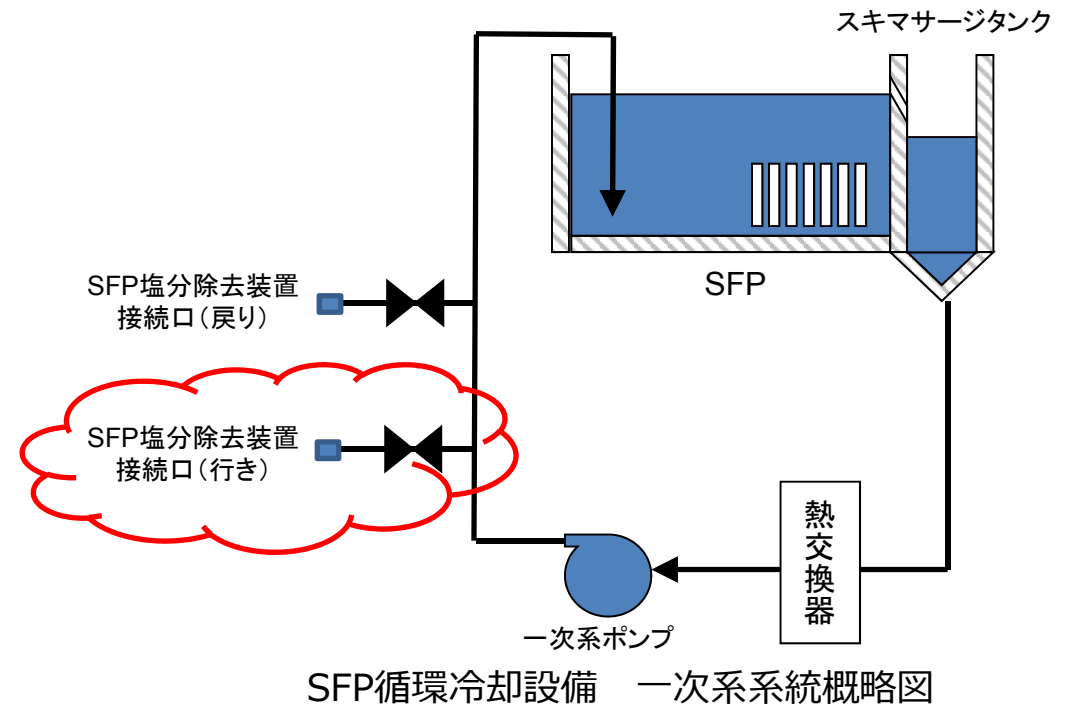 スキマサージタンク
SFP
SFP塩分除去装置
接続口（戻り）
SFP塩分除去装置
接続口（行き）
熱交換器
一次系ポンプ
SFP循環冷却設備　一次系系統概略図